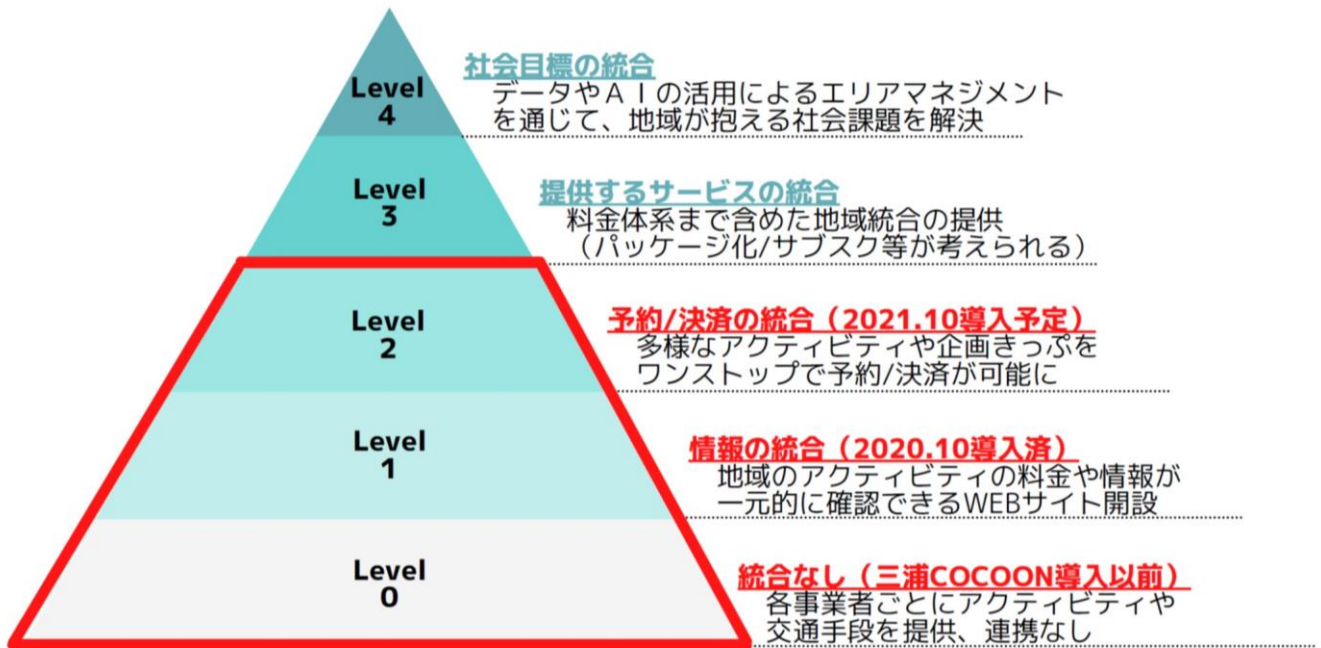 Level
4
社会目標の統合
データやＡＩの活用によるエリアマネジメント
を通じて、地域が抱える社会課題を解決
Level
3
提供するサービスの統合
料金体系まで含めた地域統合の提供
（パッケージ化/サブスク等が考えられる）
Level
2
予約/決済の統合（2021.10導入予定）
多様なアクティビティや企画きっぷを
ワンストップで予約/決済が可能に
Level
1
情報の統合（2020.10導入済）
地域のアクティビティの料金や情報が
一元的に確認できるWEBサイト開設
Level
0
統合なし（三浦COCOON導入以前）
各事業者ごとにアクティビティや
交通手段を提供、連携なし